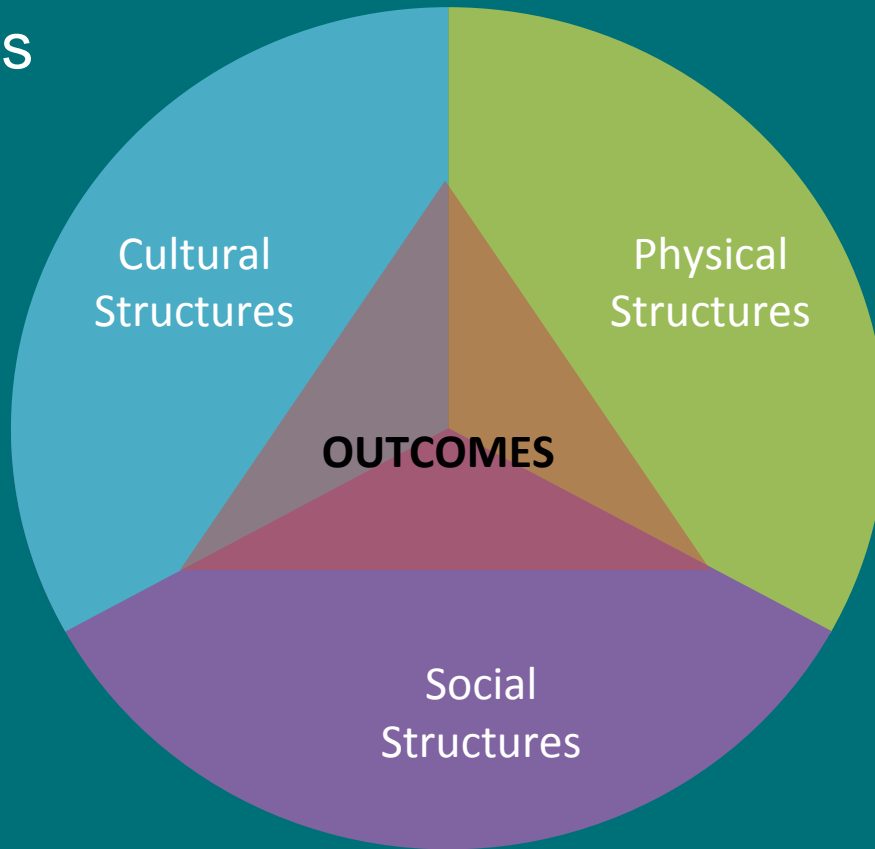 s
Cultural
Structures
Physical
Structures
OUTCOMES
Social
Structures